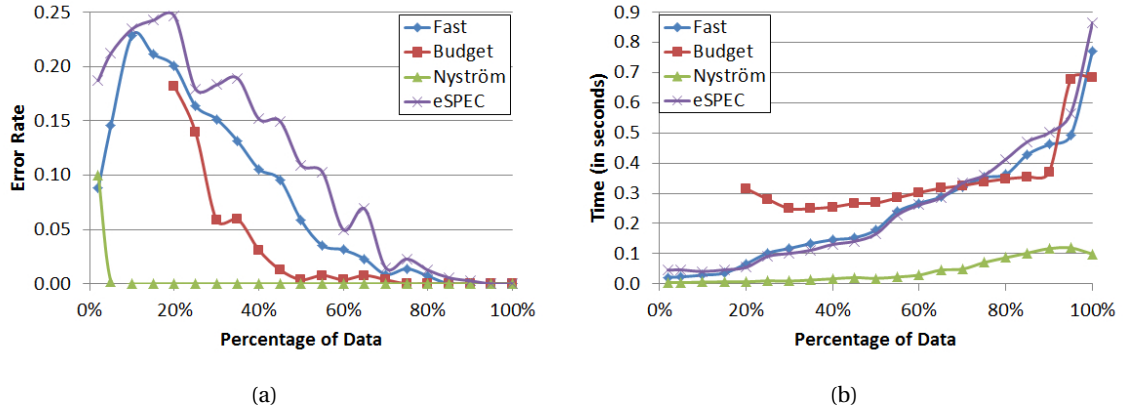 0.25
0.20
0.15
0.10
0.05
0.00
Error Rate
Fast
Budget
Nyström
eSPEC
0% 20% 40% 60% 80% 100%
Percentage of Data
(a)
0.9
0.8
0.7
0.6
0.5
0.4
0.3
0.2
0.1
0.0
Time (in seconds)
Fast
Budget
Nyström
eSPEC
0% 20% 40% 60% 80% 100%
Percentage of Data
(b)